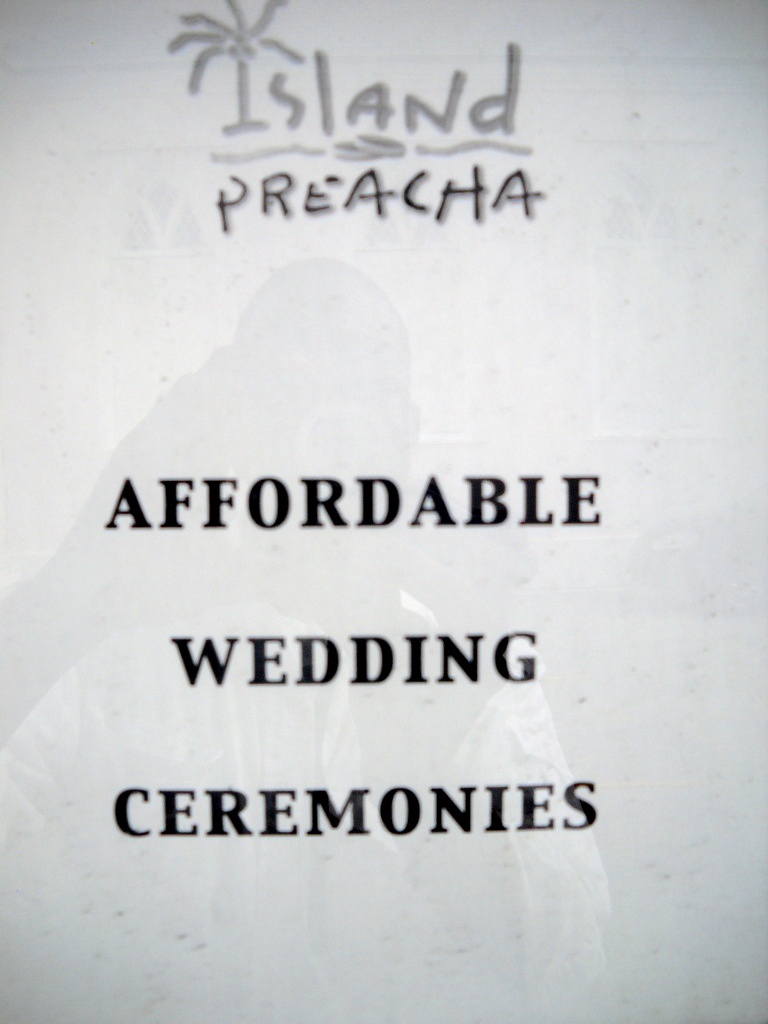 Island
PREACHA
AFFORDABLE
WEDDING
CEREMONIES